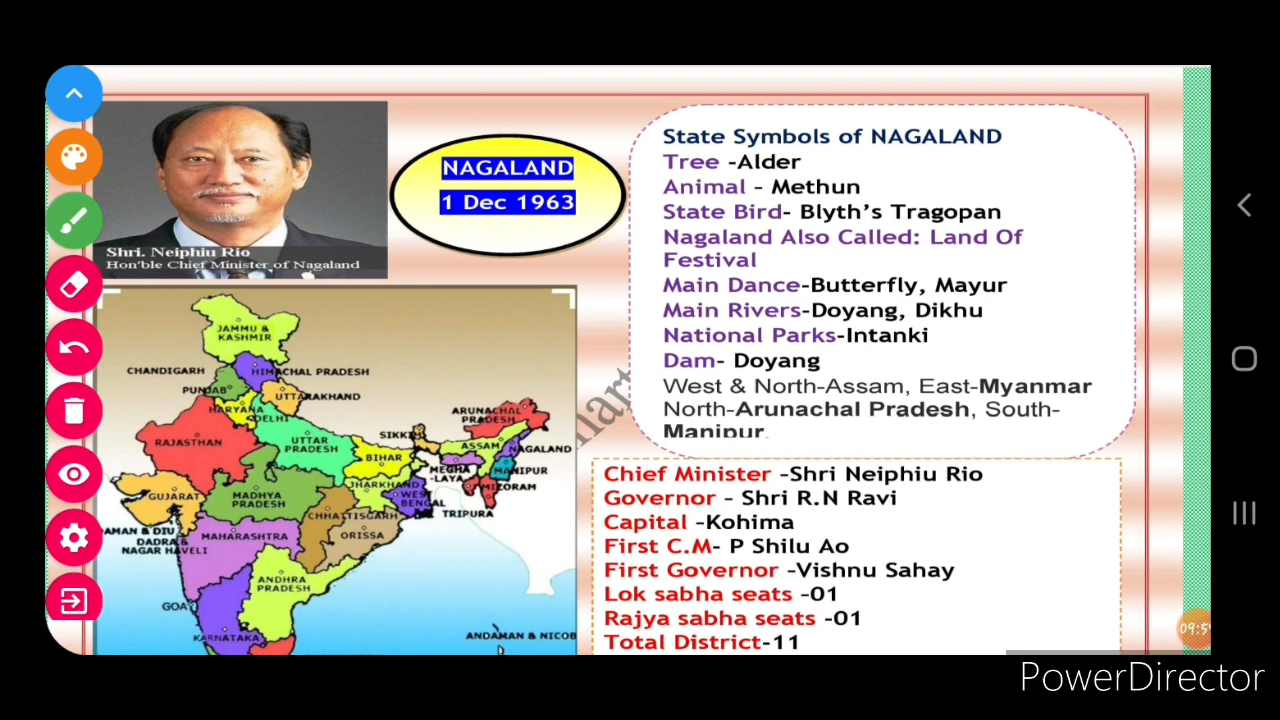 Shri. Neiphiu Rio
Hon'ble Chief Minister of Nagaland
NAGALAND
1 Dec 1963
State Symbols of NAGALAND
Tree -Alder
Animal - Methun
State Bird- Blyth's Tragopan
Nagaland Also Called: Land Of
Festival
Main Dance-Butterfly, Mayur
Main Rivers-Doyang, Dikhu
National Parks-Intanki
Dam- Doyang
West & North-Assam, East-Myanmar
North-Arunachal Pradesh, South-
Manipur
Chief Minister -Shri Neiphiu Rio
Governor - Shri R.N Ravi
Capital -Kohima
First C.M- P Shilu Ao
First Governor -Vishnu Sahay
Lok sabha seats -01
Rajya sabha seats -01
Total District-11
JAMMU &
KASHMIR
CHANDIGARH
HIMACHAL PRADESH
PUNJAB
UTTARAKHAND
HARYANA
DELHI
ARUNACHAL
PRADESH
RAJASTHAN
UTTAR
PRADESH
SIKKIM
ASSAM
NAGALAND
BIHAR
MEGHA
-LAYA
MANIPUR
GUJARAT
MADHYA
PRADESH
JHARKHAND
WEST
BENGAL
MIZORAM
TRIPURA
CHHATISGARH
DAMAN & DIU
DADRA &
NAGAR HAVELI
MAHARASHTRA
ORISSA
ANDHRA
PRADESH
GOA
KARNATAKA
ANDAMAN & NICOB
09:5
PowerDirector